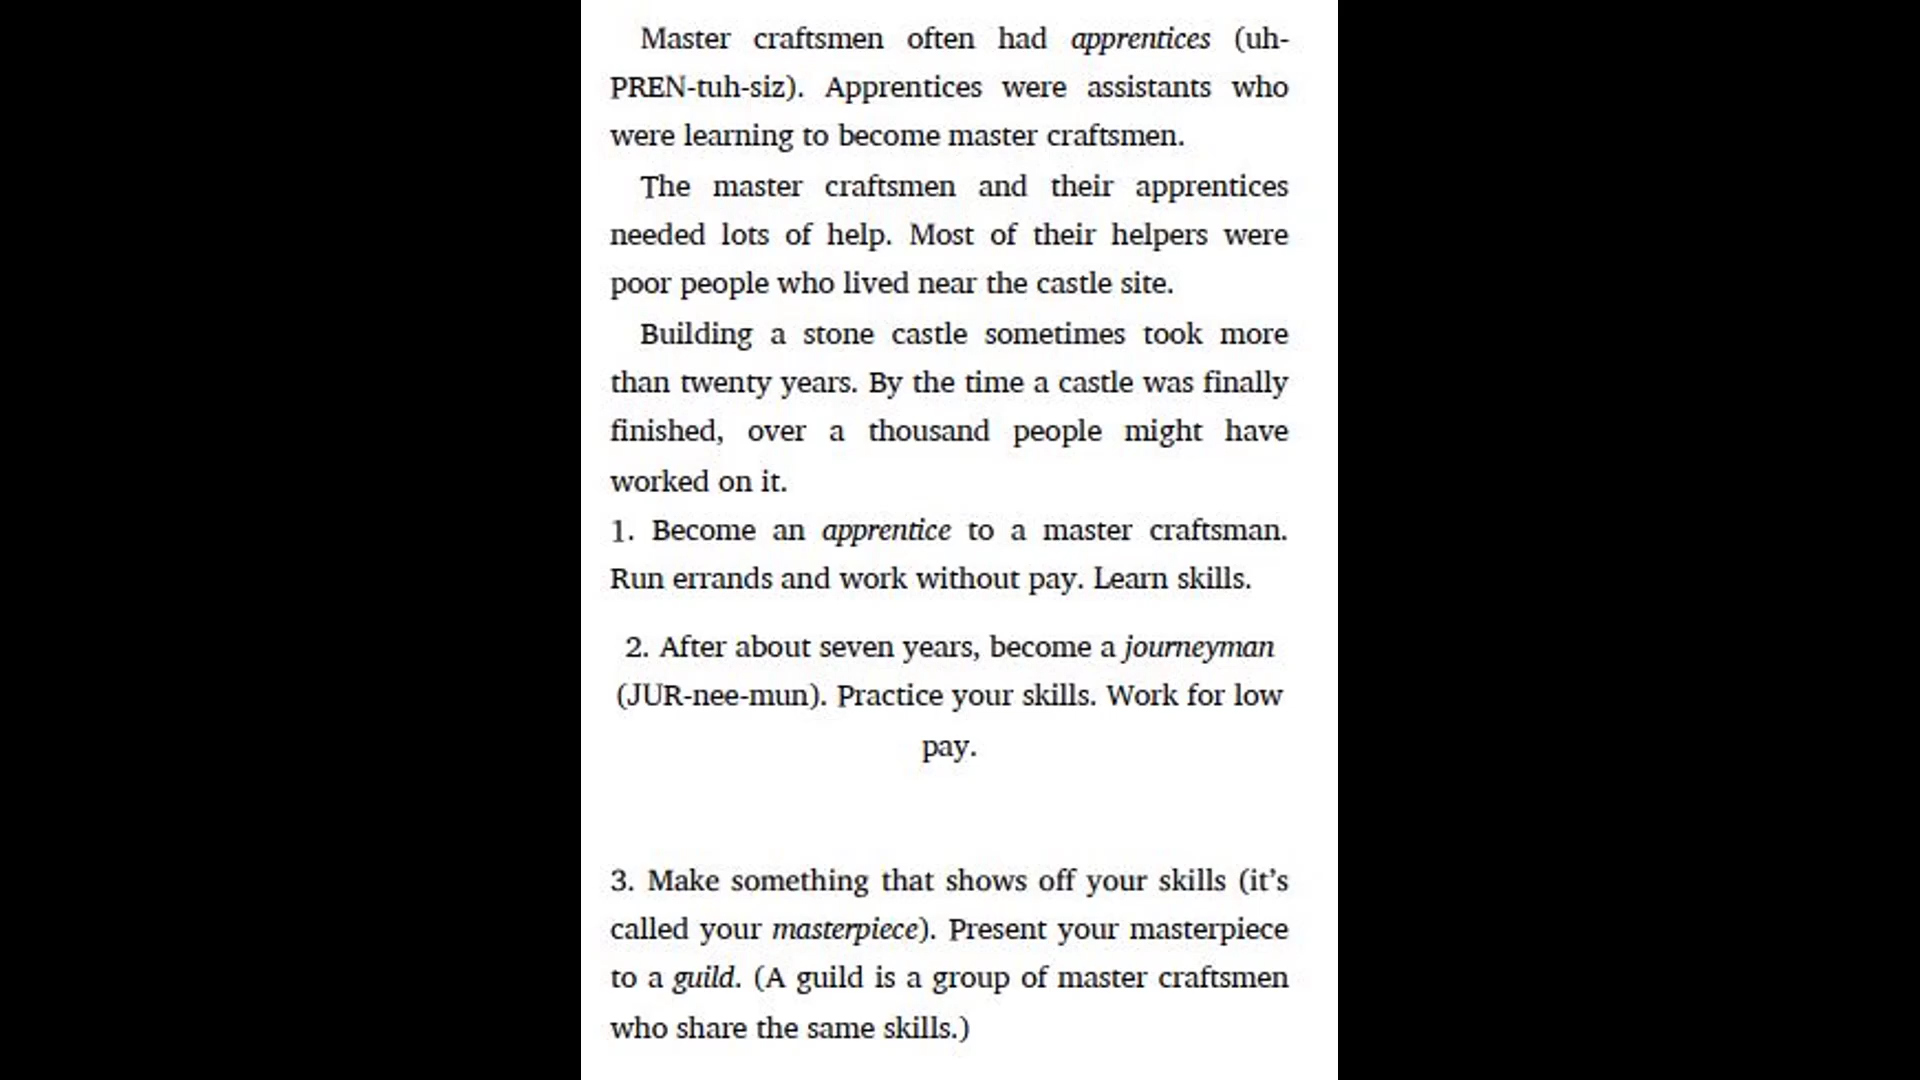 Master craftsmen often had apprentices (uh-
PREN-tuh-siz). Apprentices were assistants who
were learning to become master craftsmen.
The master craftsmen and their apprentices
needed lots of help. Most of their helpers were
poor people who lived near the castle site.
Building a stone castle sometimes took more
than twenty years. By the time a castle was finally
finished, over a thousand people might have
worked on it.
1. Become an apprentice to a master craftsman.
Run errands and work without pay. Learn skills.
2. After about seven years, become a journeyman
(JUR-nee-mun). Practice your skills. Work for low
pay.
3. Make something that shows off your skills (it’s
called your masterpiece). Present your masterpiece
to a guild. (A guild is a group of master craftsmen
who share the same skills.)